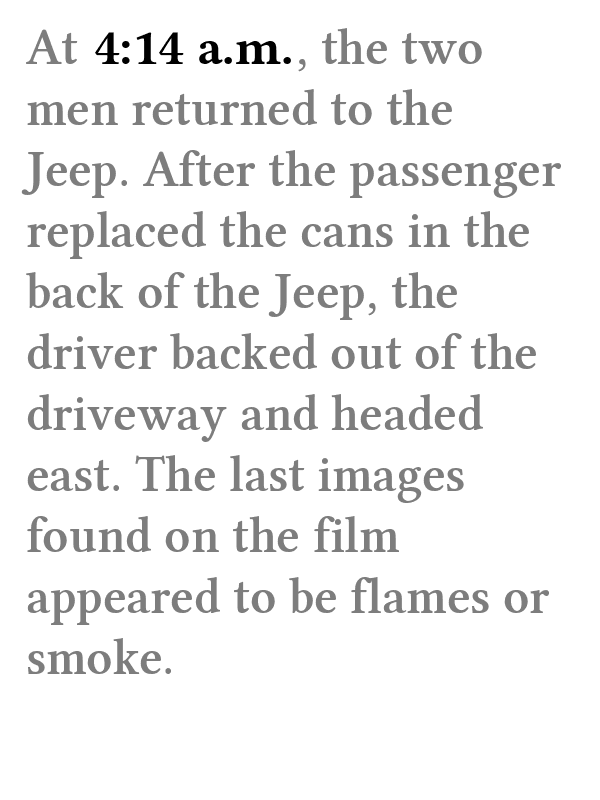 At 4:14 a.m., the two
men returned to the
Jeep. After the passenger
replaced the cans in the
back of the Jeep, the
driver backed out of the
driveway and headed
east. The last images
found on the film
appeared to be flames or
smoke.